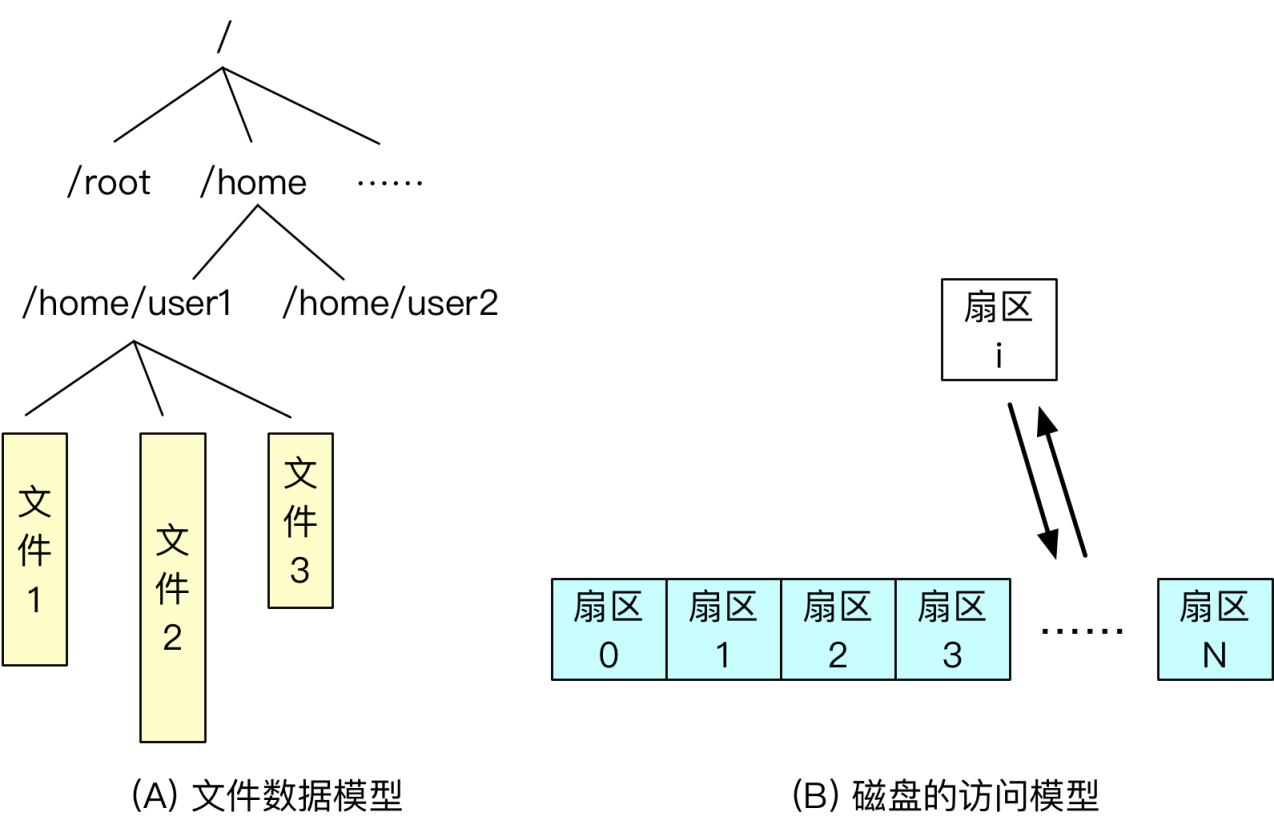 /
/root /home ……
/home/user1 /home/user2
文件1
文件2
文件3
(A) 文件数据模型
扇区
i
扇区 扇区 扇区 扇区 …… 扇区
0 1 2 3 N
(B) 磁盘的访问模型